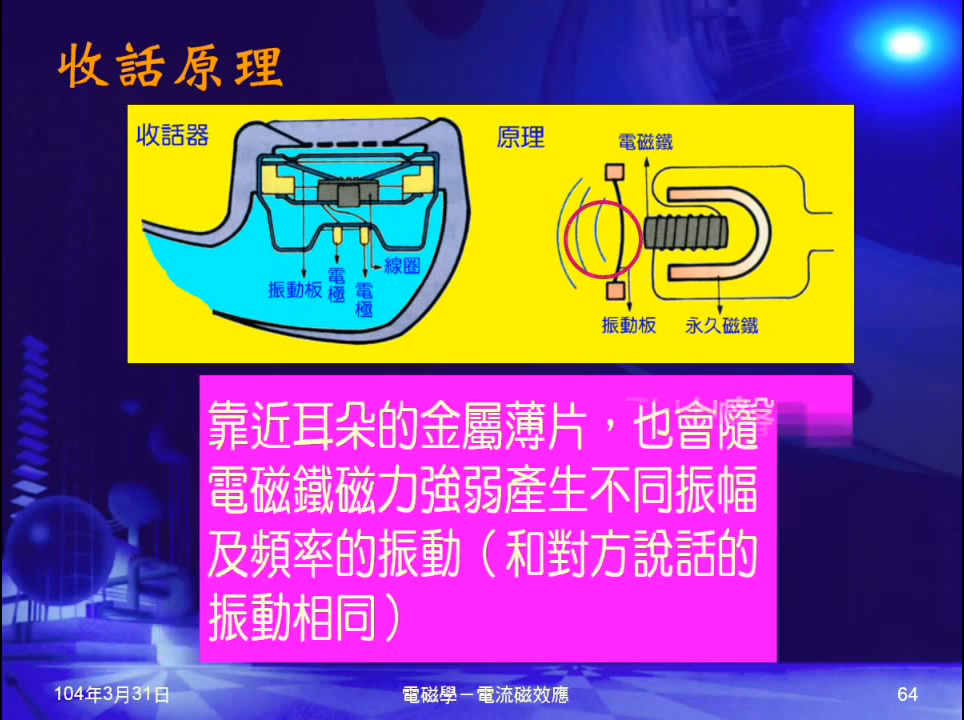 收話原理
收話器
原理
電磁鐵
線圈
振動板
電極
電極
振動板
永久磁鐵
靠近耳朵的金屬薄片，也會隨
電磁鐵磁力強弱產生不同振幅
及頻率的振動（和對方說話的
振動相同）
104年3月31日
電磁學－電流磁效應
64